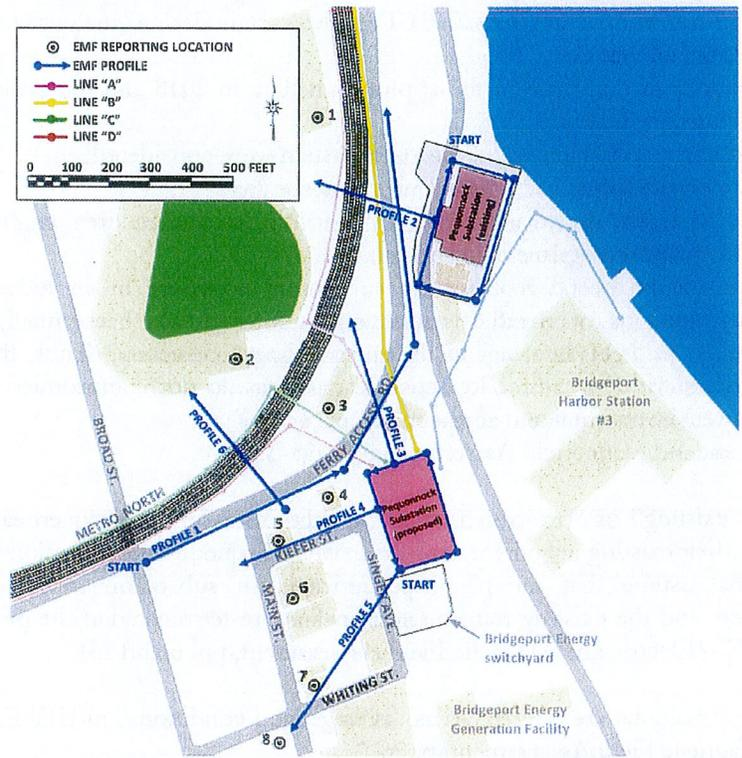 EMF REPORTING LOCATION
EMF PROFILE
LINE "A"
LINE "B"
LINE "C"
LINE "D"
0 100 200 300 400 500 FEET
1
START
PROFILE 2
Pequonnock
Substation
(existing)
2
3
Bridgeport
Harbor Station
#3
BROAD ST.
PROFILE 6
FERRY ACCESS RD
PROFILE 3
METRO NORTH
4
PROFILE 4
Pequonnock
Substation
(proposed)
START
PROFILE 1
KIEFER ST.
START
6
MAIN ST.
PROFILE 5
Bridgeport Energy
switchyard
7
WHITING ST.
8
Bridgeport Energy
Generation Facility